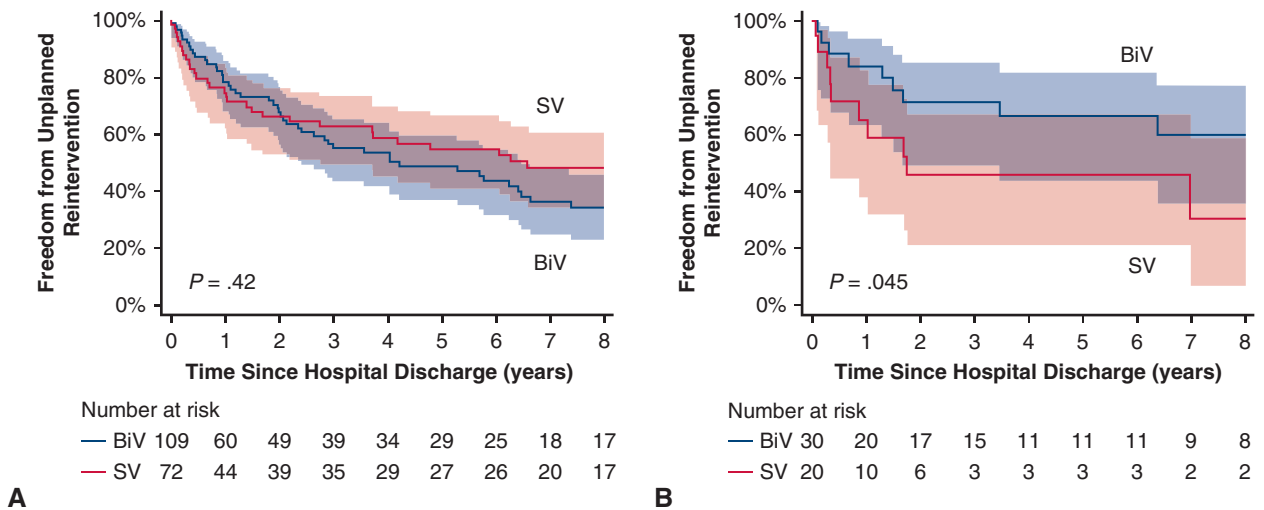 Freedom from Unplanned
Reintervention
100%
80%
60%
40%
20%
0%
SV
BiV
P = .42
0 1 2 3 4 5 6 7 8
Time Since Hospital Discharge (years)
Number at risk
BiV 109 60 49 39 34 29 25 18 17
SV 72 44 39 35 29 27 26 20 17
A
Freedom from Unplanned
Reintervention
100%
80%
60%
40%
20%
0%
BiV
SV
P = .045
0 1 2 3 4 5 6 7 8
Time Since Hospital Discharge (years)
Number at risk
BiV 30 20 17 15 11 11 11 9 8
SV 20 10 6 3 3 3 3 2 2
B